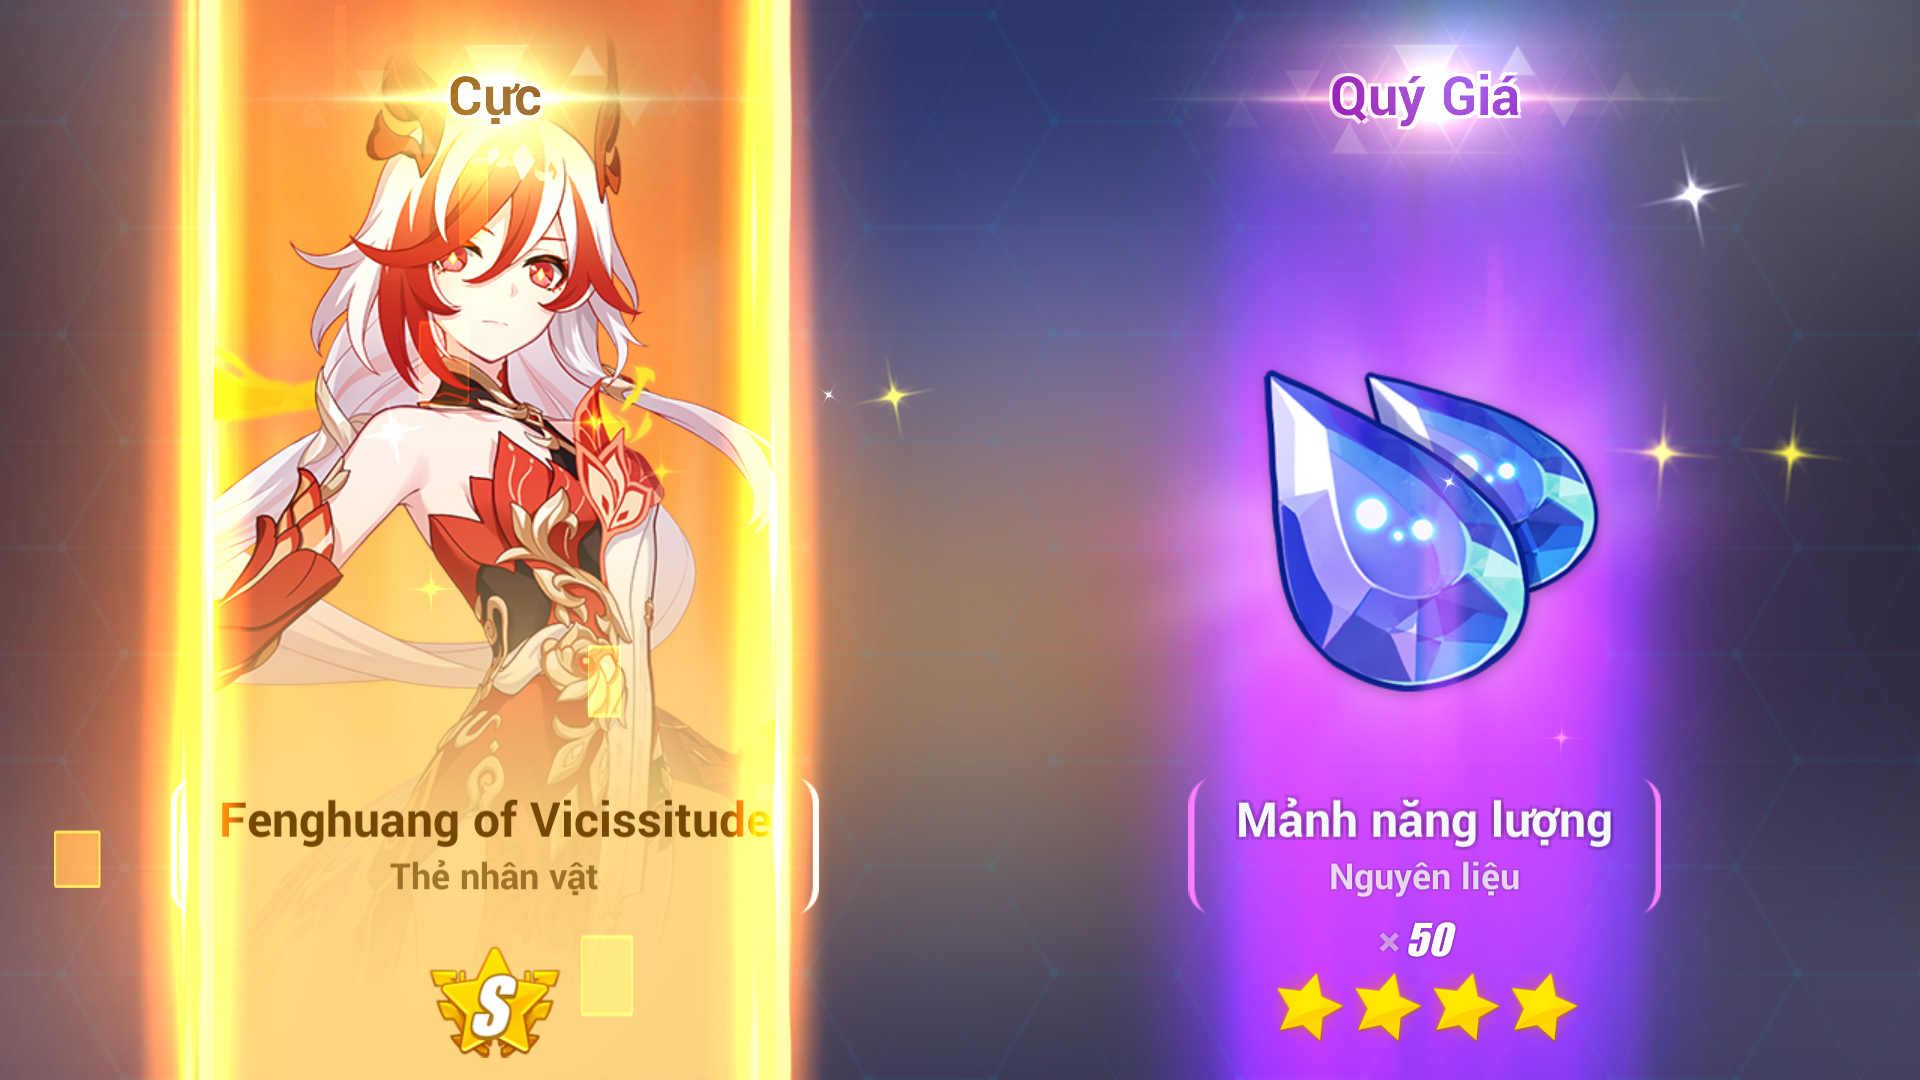 Cực
Fenghuang of Vicissitude
Thẻ nhân vật
S
Quý Giá
Mảnh năng lượng
Nguyên liệu
× 50